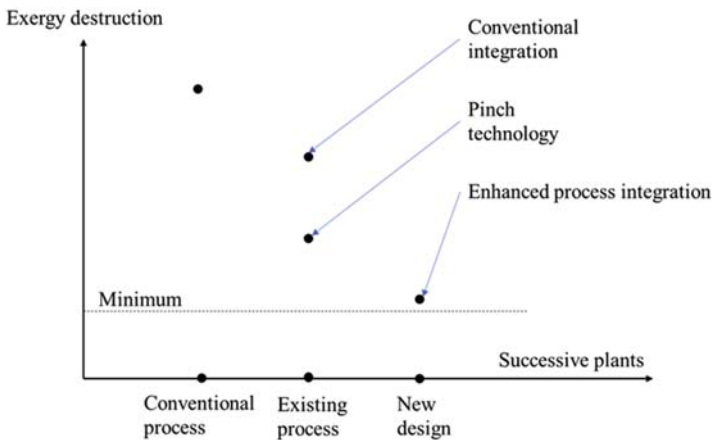 Exergy destruction
Conventional
integration
Pinch
technology
Enhanced process integration
Minimum
Successive plants
Conventional
process
Existing
process
New
design